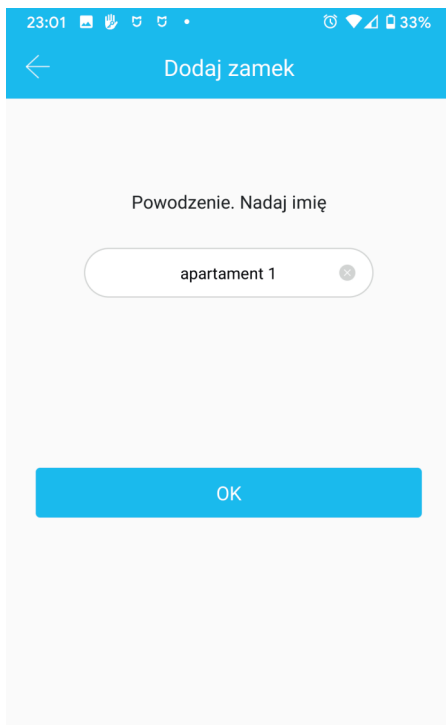 23:01 33%
Dodaj zamek
Powodzenie. Nadaj imię
apartament 1
OK